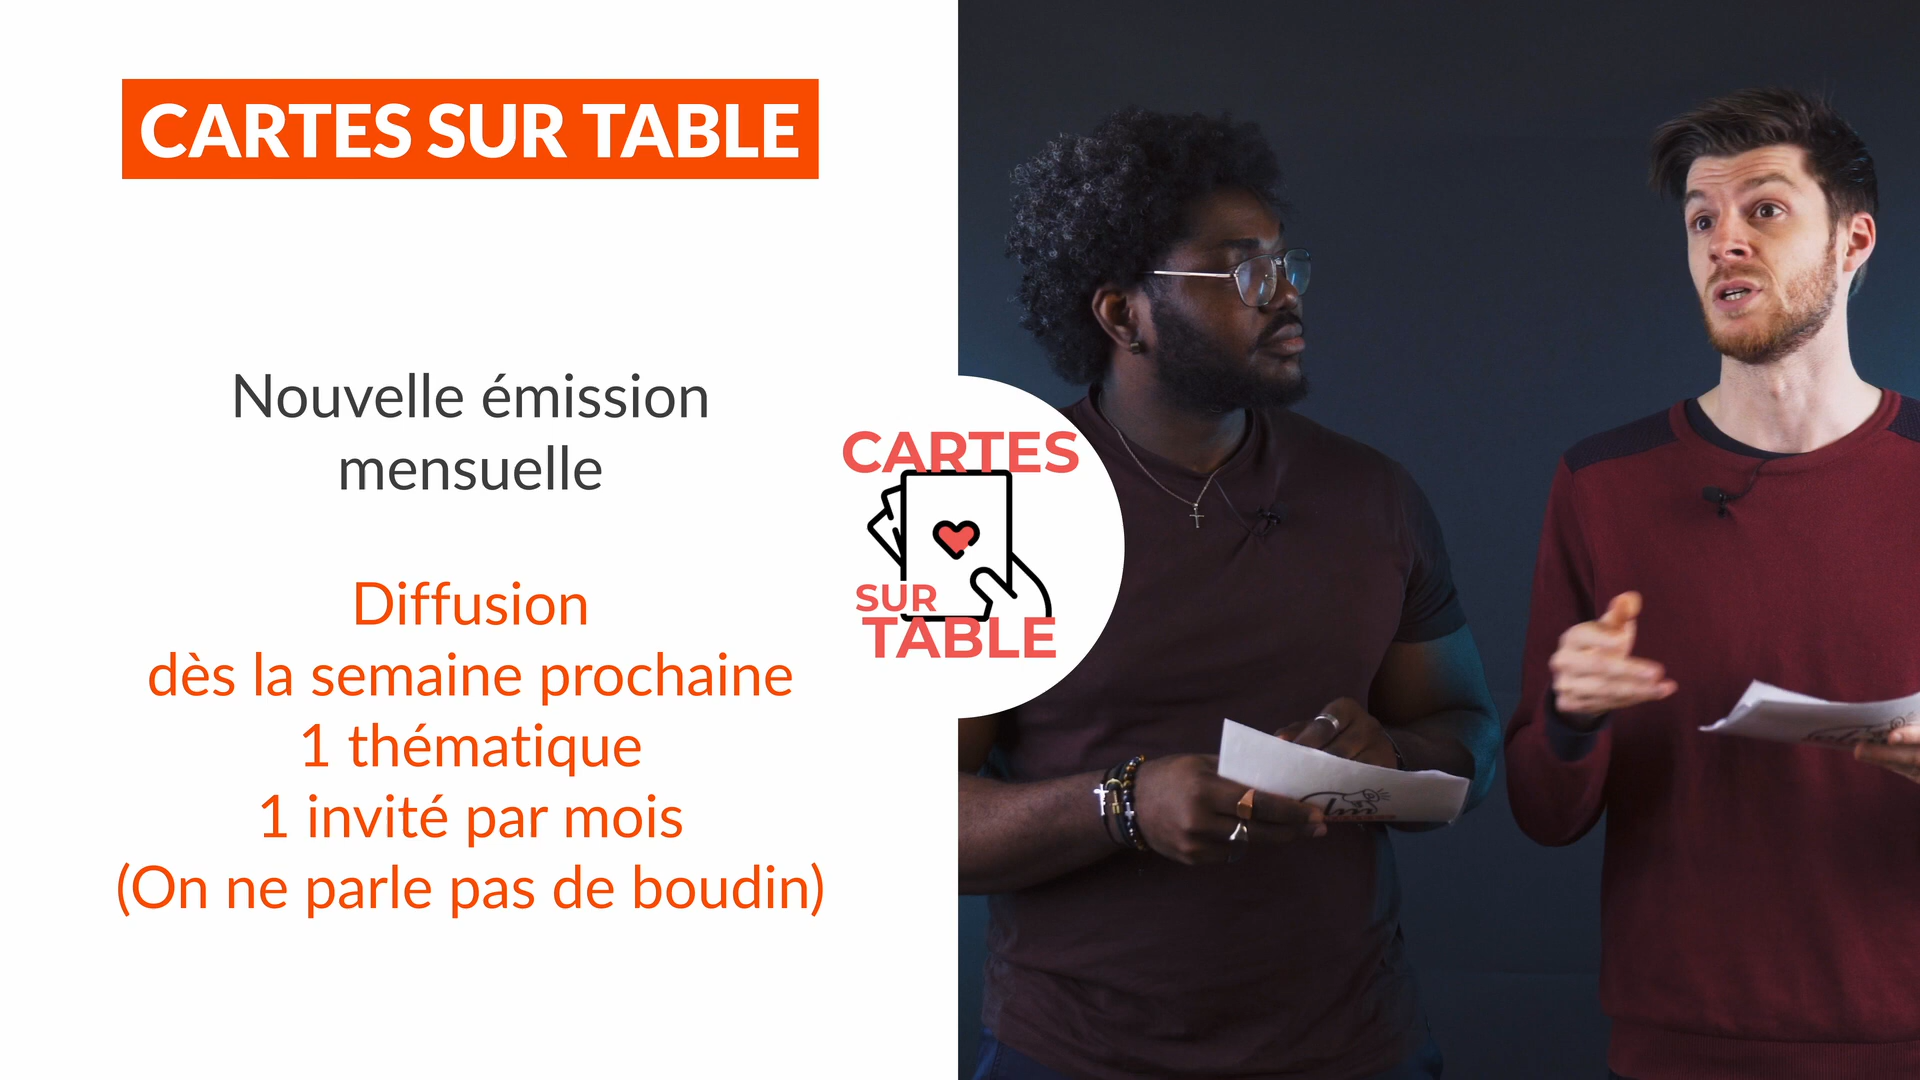 CARTES SUR TABLE
Nouvelle émission
mensuelle
Diffusion
dès la semaine prochaine
1 thématique
1 invité par mois
(On ne parle pas de boudin)
CARTES
SUR
TABLE